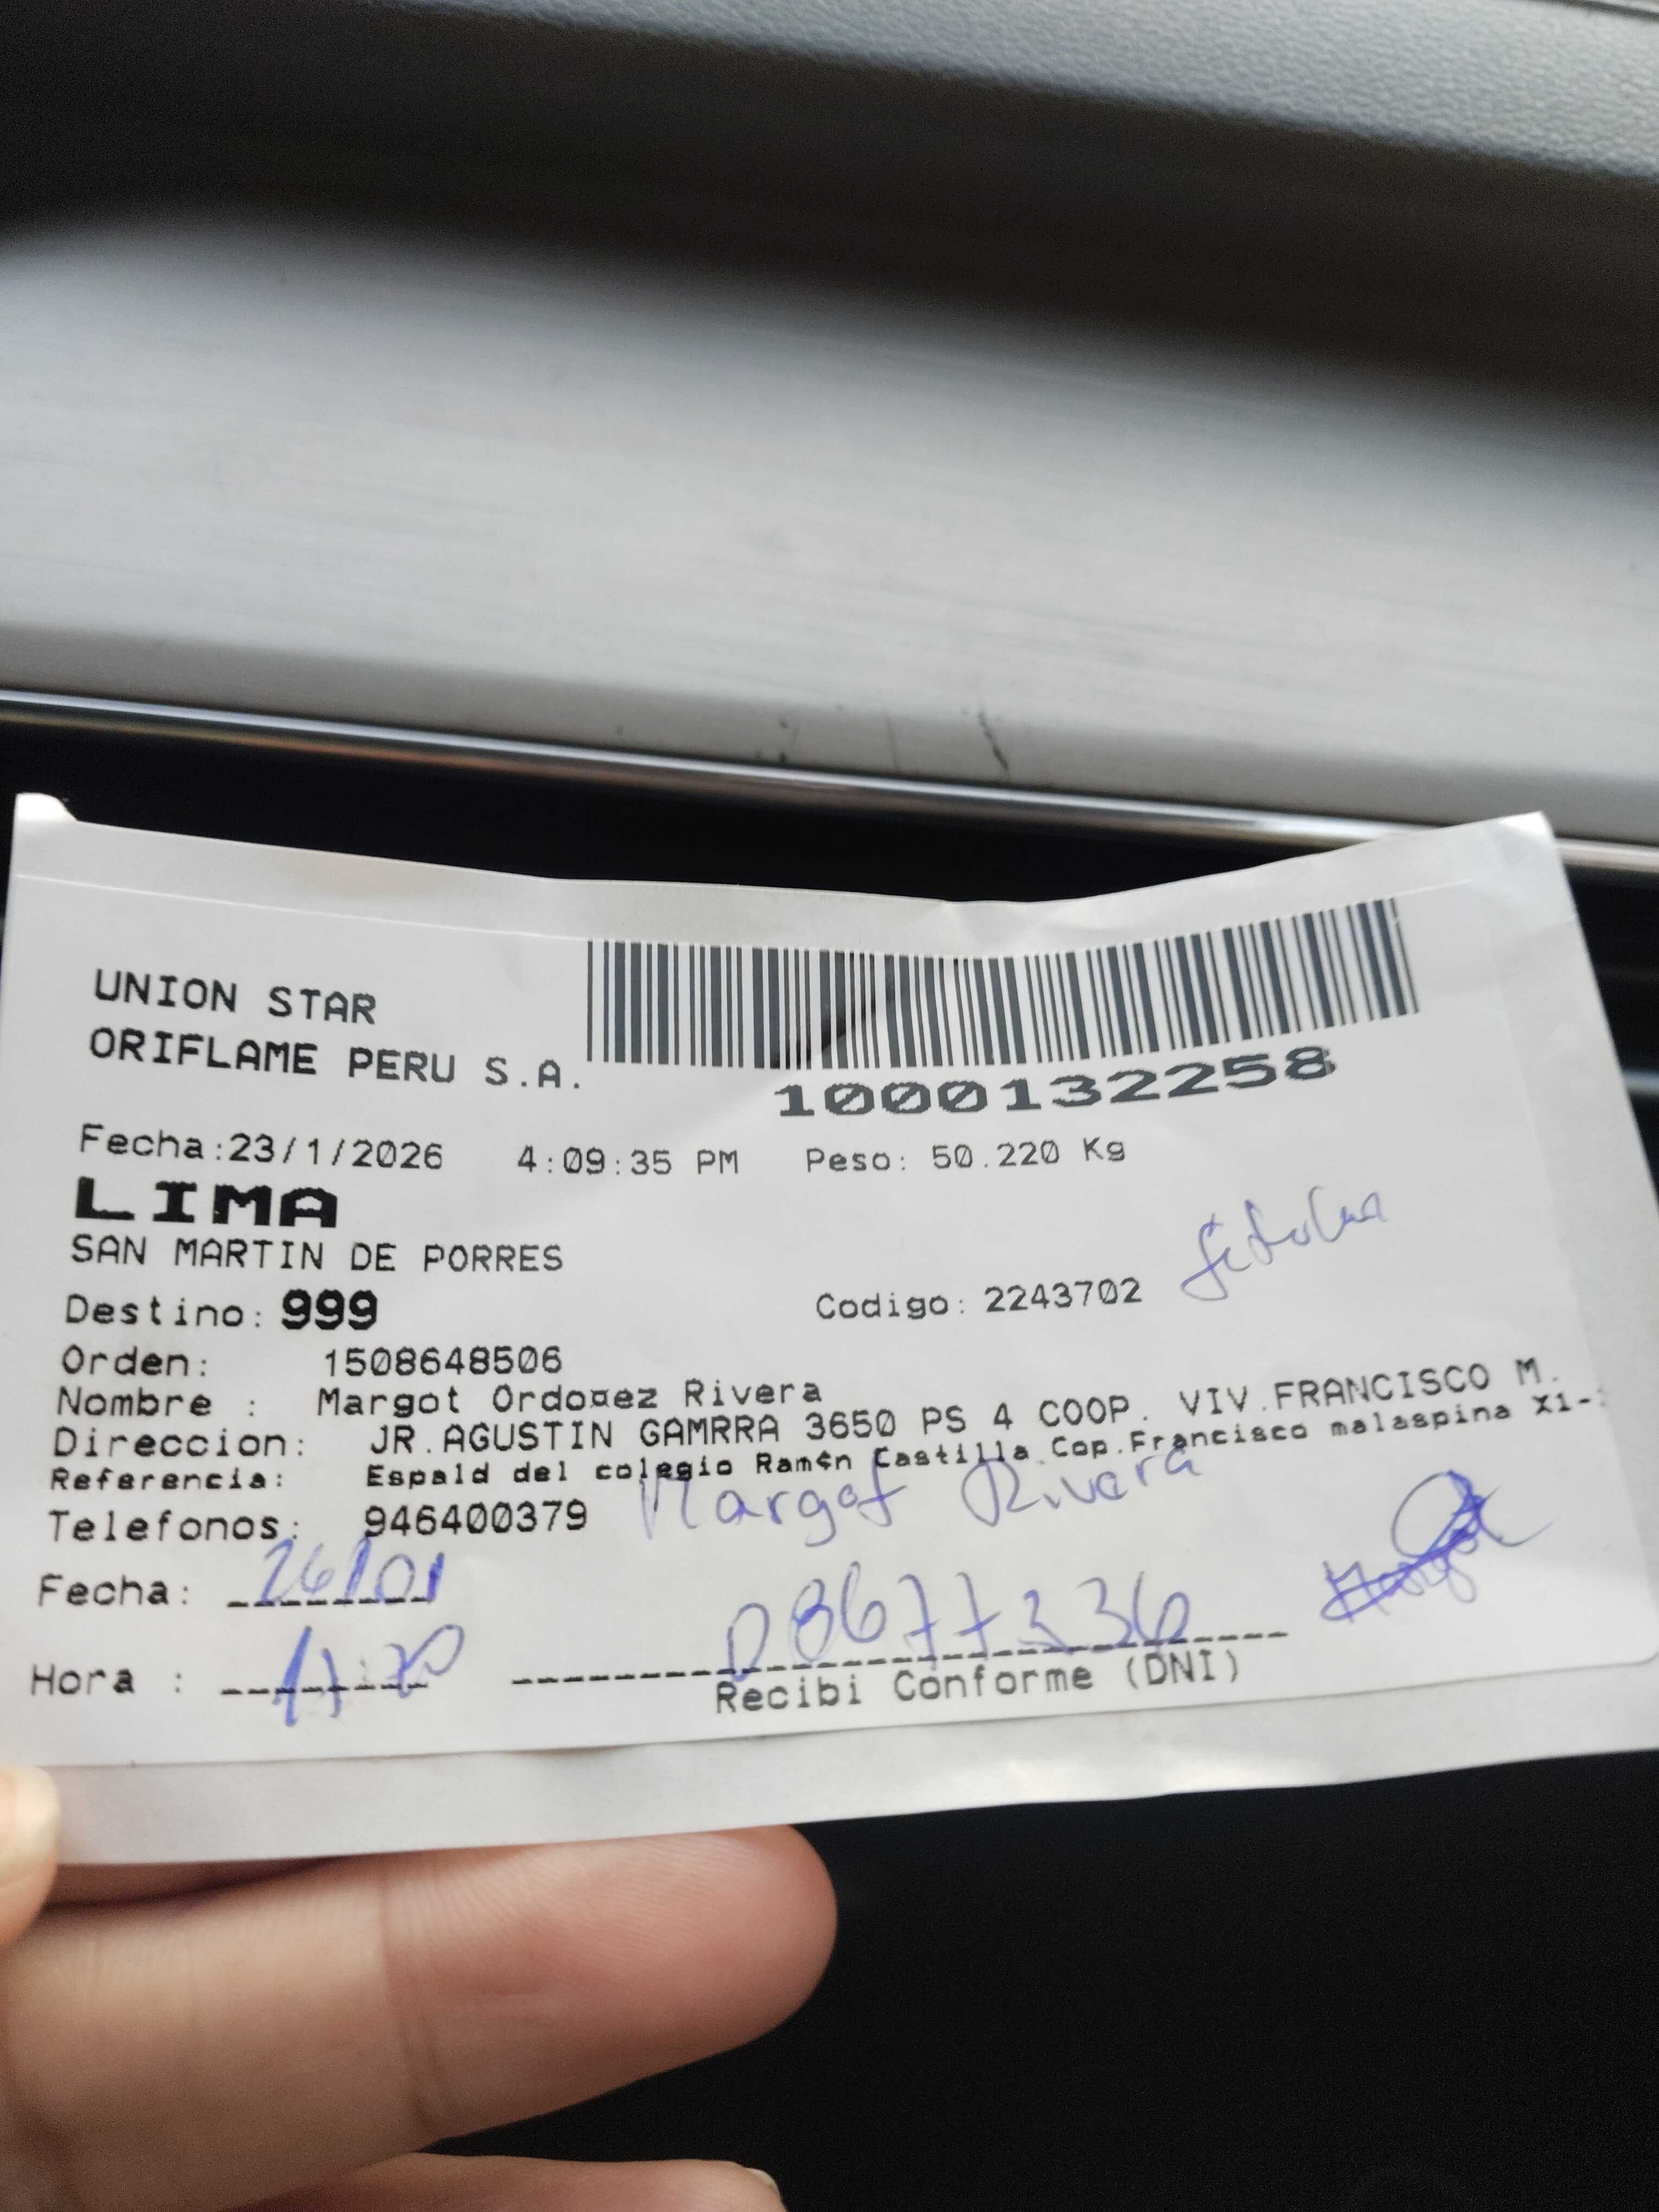 UNION STAR
ORIFLAME PERU S.A.
1000132258
Fecha:23/1/2026 4:09:35 PM Peso: 50.220 Kg
LIMA
SAN MARTIN DE PORRES
Destino: 999 Codigo: 2243702
Orden: 1508648506
Nombre : Margot Ordo¤ez Rivera
Direccion: JR.AGUSTIN GAMRRA 3650 PS 4 COOP. VIV.FRANCISCO M.
Referencia: Espald del colegio Ram¢n Castilla Cop.Francisco malaspina X1-
Telefonos: 946400379 Margot Rivera
Fecha: 26/01
Hora :
08677336 Margot
Recibi Conforme (DNI)